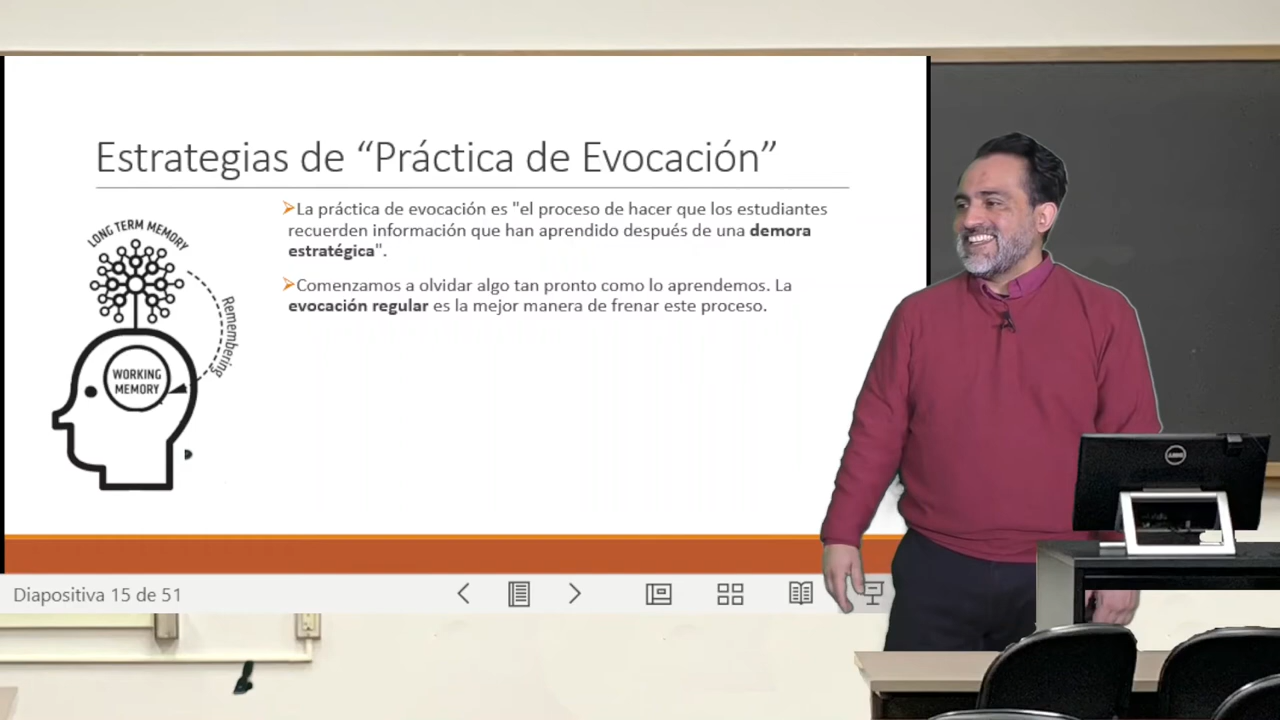 Estrategias de “Práctica de Evocación”
➢La práctica de evocación es "el proceso de hacer que los estudiantes
recuerden información que han aprendido después de una demora
estratégica".
➢Comenzamos a olvidar algo tan pronto como lo aprendemos. La
evocación regular es la mejor manera de frenar este proceso.
LONG TERM MEMORY
Remembering
WORKING
MEMORY
DELL
Diapositiva 15 de 51